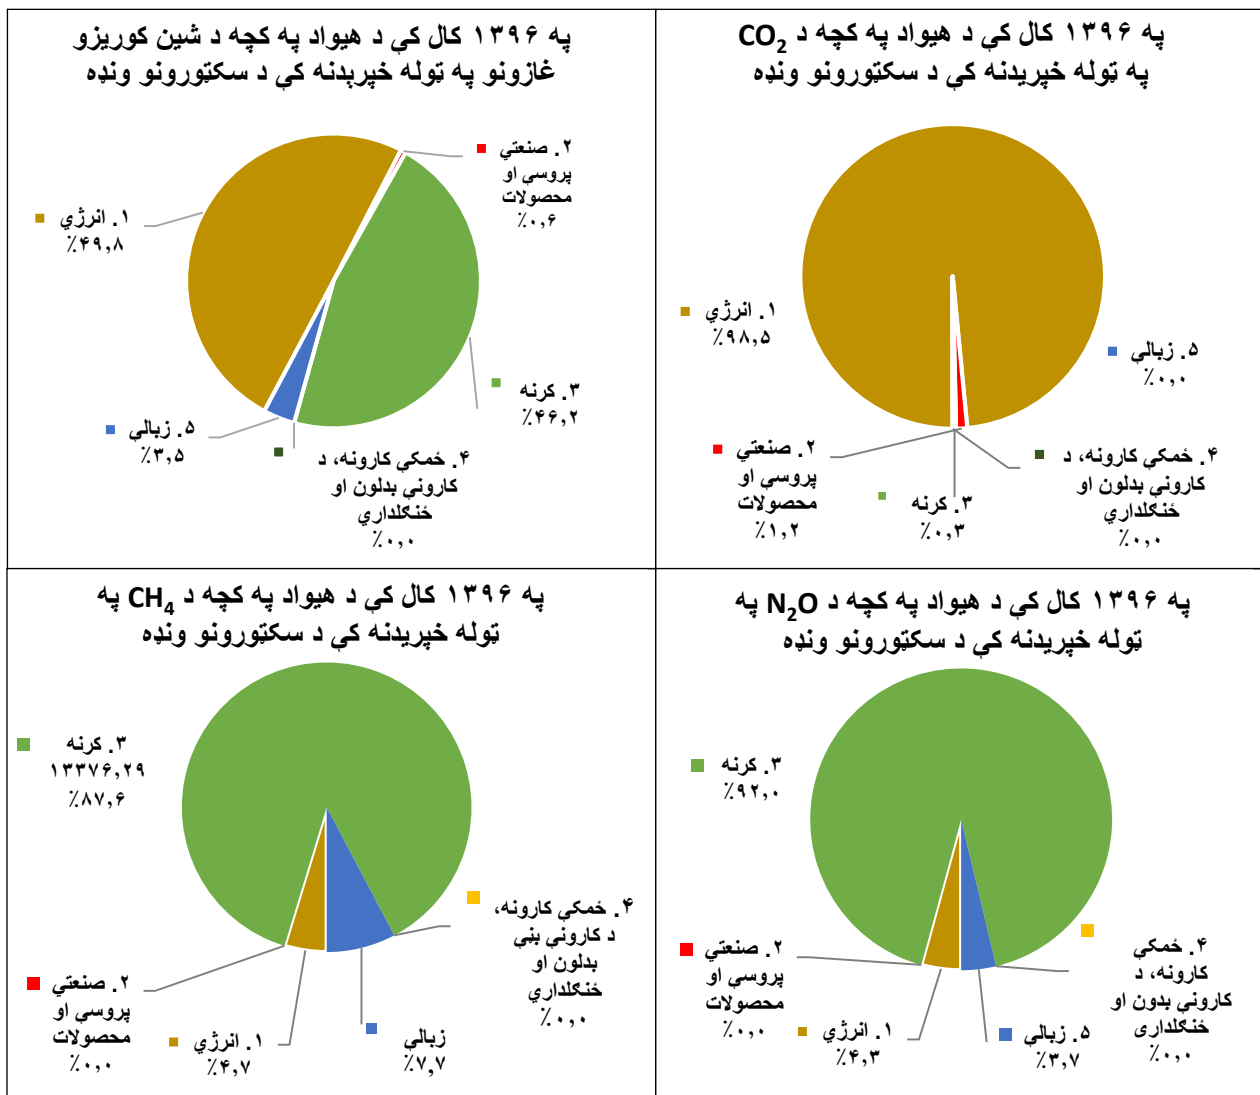 په ۱۳۹۶ کال کې د هیواد په کچه د شین کوریزو
غازونو په ټوله خپرېدنه کې د سکټورونو ونډه
۲. صنعتي
پروسې او
محصولات
٪۰,۶
۱. انرژي
٪۴۹,۸
۳. کرنه
٪۴۶,۲
۵. زبالې
٪۳,۵
۴. ځمکې کارونه، د
کارونې بدلون او
ځنګلداري
٪۰,۰
په ۱۳۹۶ کال کې د هیواد په کچه د CO₂
په ټوله خپریدنه کې د سکټورونو ونډه
۱. انرژي
٪۹۸,۵
۵. زبالې
٪۰,۰
۲. صنعتي
پروسې او
محصولات
٪۱,۲
۳. کرنه
٪۰,۳
۴. ځمکې کارونه، د
کارونې بدلون او
ځنګلداري
٪۰,۰
په ۱۳۹۶ کال کې د هیواد په کچه د CH₄ په
ټوله خپریدنه کې د سکټورونو ونډه
۳. کرنه
۱۳۳۷۶,۲۹
٪۸۷,۶
۴. ځمکې کارونه،
د کارونې بڼې
بدلون او
ځنګلداري
٪۰,۰
۲. صنعتي
پروسې او
محصولات
٪۰,۰
۱. انرژي
٪۴,۷
زبالې
٪۷,۷
په ۱۳۹۶ کال کې د هیواد په کچه د N₂O په
ټوله خپریدنه کې د سکټورونو ونډه
۳. کرنه
٪۹۲,۰
۴. ځمکې
کارونه، د
کارونې بدون او
ځنګلداری
٪۰,۰
۲. صنعتي
پروسې او
محصولات
٪۰,۰
۱. انرژي
٪۴,۳
۵. زبالې
٪۳,۷